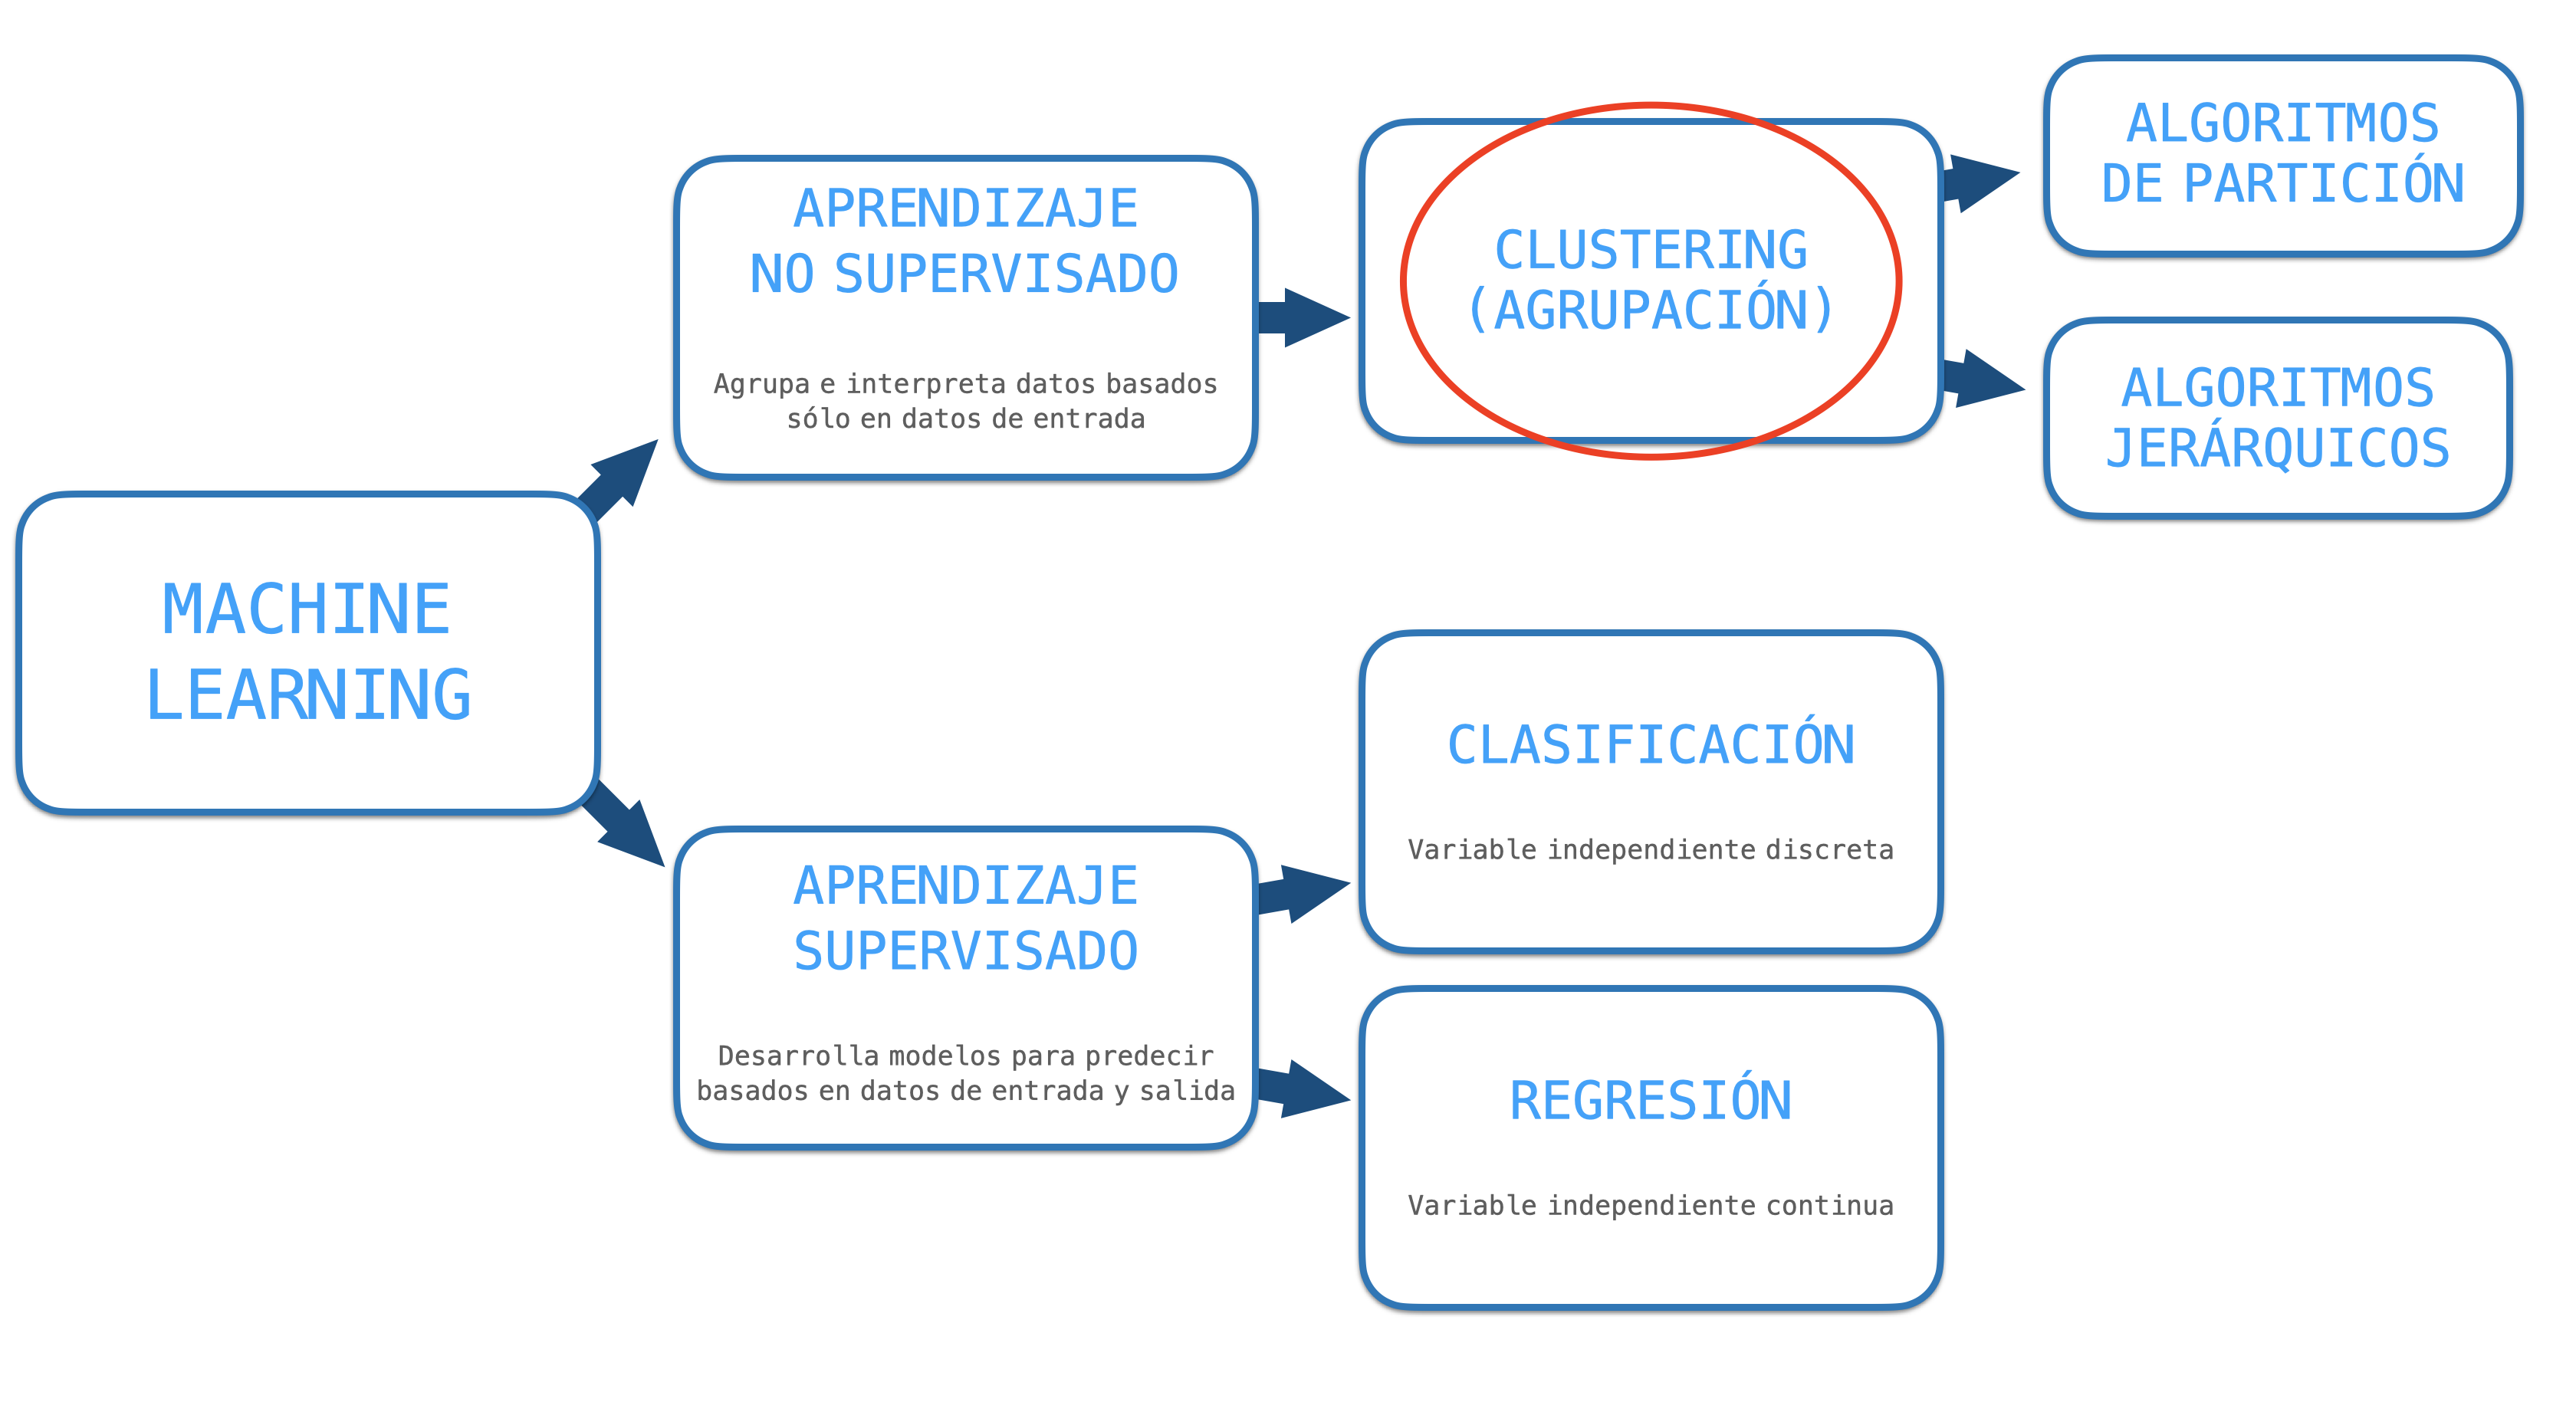 MACHINE
LEARNING
APRENDIZAJE
NO SUPERVISADO
Agrupa e interpreta datos basados
sólo en datos de entrada
CLUSTERING
(AGRUPACIÓN)
ALGORITMOS
DE PARTICIÓN
ALGORITMOS
JERÁRQUICOS
APRENDIZAJE
SUPERVISADO
Desarrolla modelos para predecir
basados en datos de entrada y salida
CLASIFICACIÓN
Variable independiente discreta
REGRESIÓN
Variable independiente continua